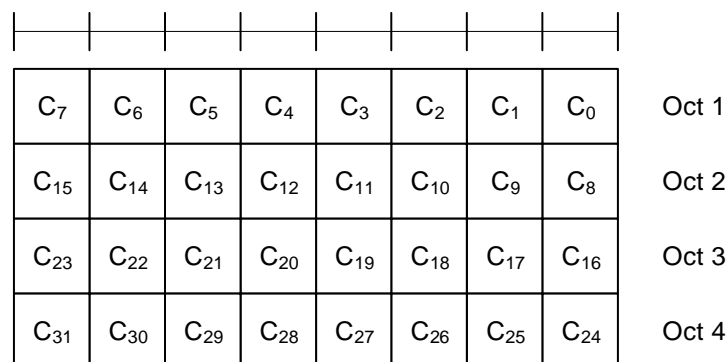 C₇ C₆ C₅ C₄ C₃ C₂ C₁ C₀ Oct 1
C₁₅ C₁₄ C₁₃ C₁₂ C₁₁ C₁₀ C₉ C₈ Oct 2
C₂₃ C₂₂ C₂₁ C₂₀ C₁₉ C₁₈ C₁₇ C₁₆ Oct 3
C₃₁ C₃₀ C₂₉ C₂₈ C₂₇ C₂₆ C₂₅ C₂₄ Oct 4